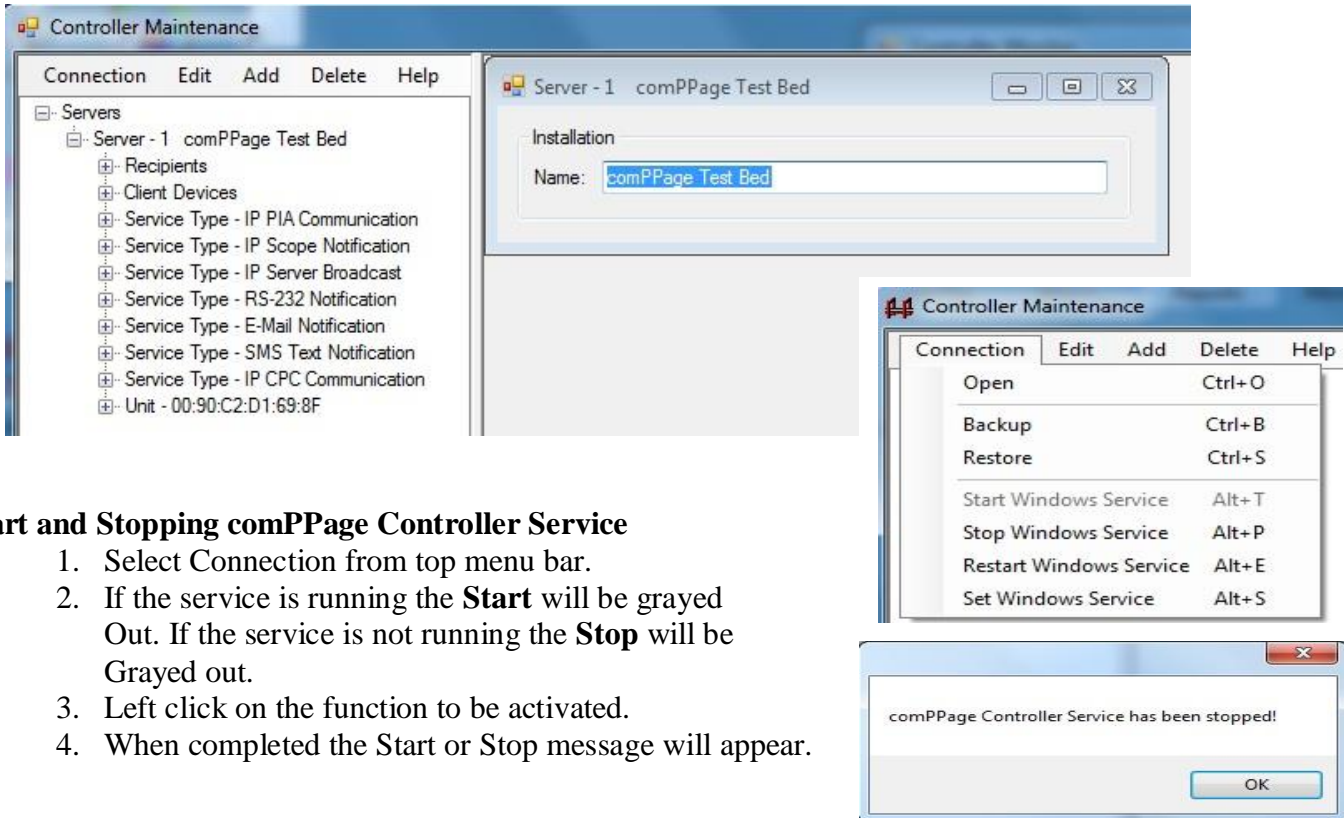 Controller Maintenance
Connection Edit Add Delete Help
Servers
Server - 1 comPPage Test Bed
Recipients
Client Devices
Service Type - IP PIA Communication
Service Type - IP Scope Notification
Service Type - IP Server Broadcast
Service Type - RS-232 Notification
Service Type - E-Mail Notification
Service Type - SMS Text Notification
Service Type - IP CPC Communication
Unit - 00:90:C2:D1:69:8F
Server - 1 comPPage Test Bed
Installation
Name: comPPage Test Bed
Controller Maintenance
Connection Edit Add Delete Help
Open Ctrl+O
Backup Ctrl+B
Restore Ctrl+S
Start Windows Service Alt+T
Stop Windows Service Alt+P
Restart Windows Service Alt+E
Set Windows Service Alt+S
art and Stopping comPPage Controller Service
1. Select Connection from top menu bar.
2. If the service is running the Start will be grayed
Out. If the service is not running the Stop will be
Grayed out.
3. Left click on the function to be activated.
4. When completed the Start or Stop message will appear.
comPPage Controller Service has been stopped!
OK